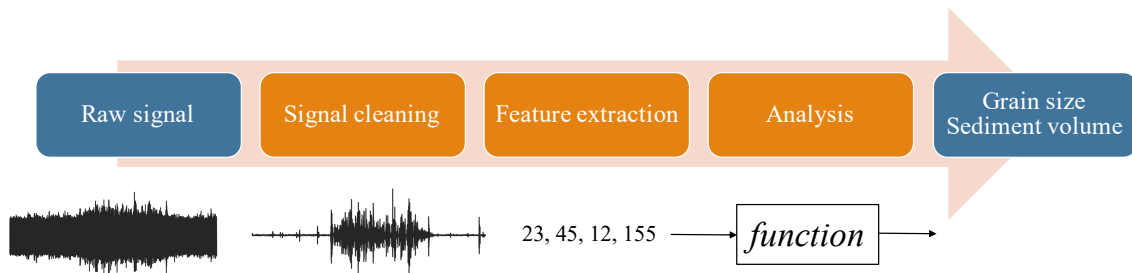 Raw signal
Signal cleaning
Feature extraction
Analysis
Grain size
Sediment volume
23, 45, 12, 155
function